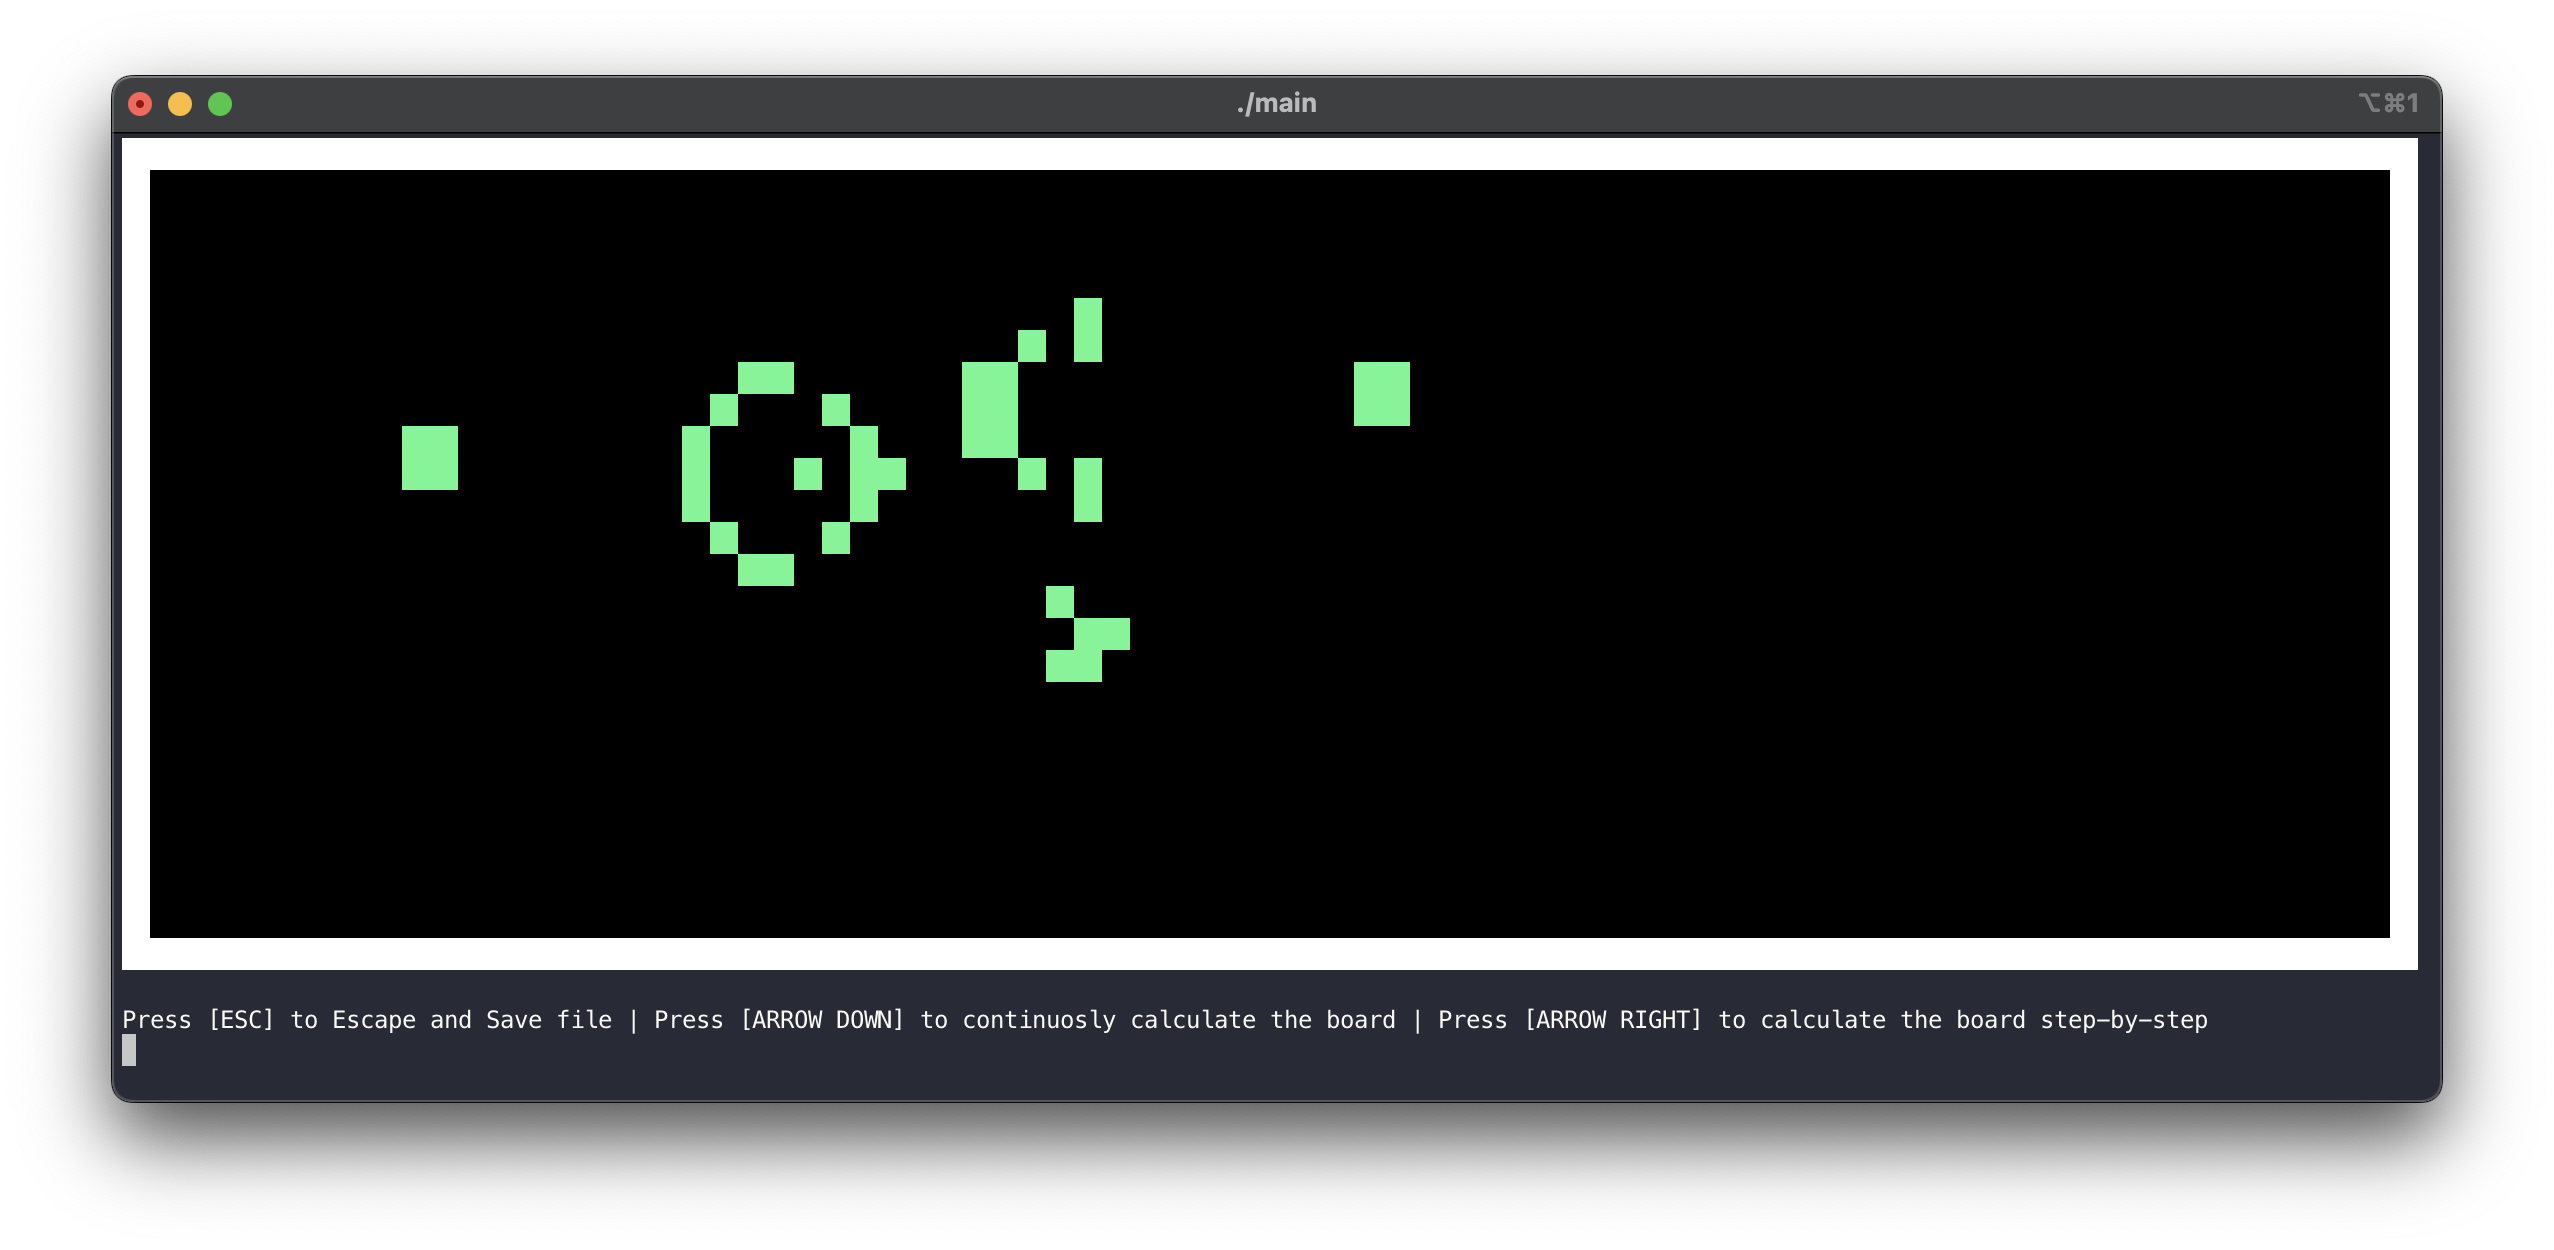 ./main
⌥⌘1
Press [ESC] to Escape and Save file | Press [ARROW DOWN] to continuosly calculate the board | Press [ARROW RIGHT] to calculate the board step-by-step